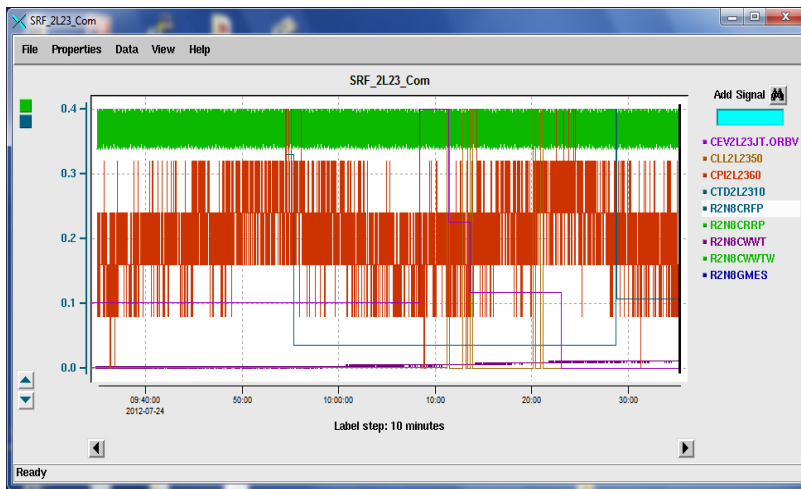 SRF_2L23_Com
File Properties Data View Help
SRF_2L23_Com
Add Signal
0.4
0.3
0.2
0.1
0.0
CEV2L23JT.ORBV
CLL2L2350
CPI2L2360
CTD2L2310
R2N8CRFP
R2N8CRRP
R2N8CWWT
R2N8CWWTW
R2N8GMES
09:40:00 50:00 10:00:00 10:00 20:00 30:00
2012-07-24
Label step: 10 minutes
Ready